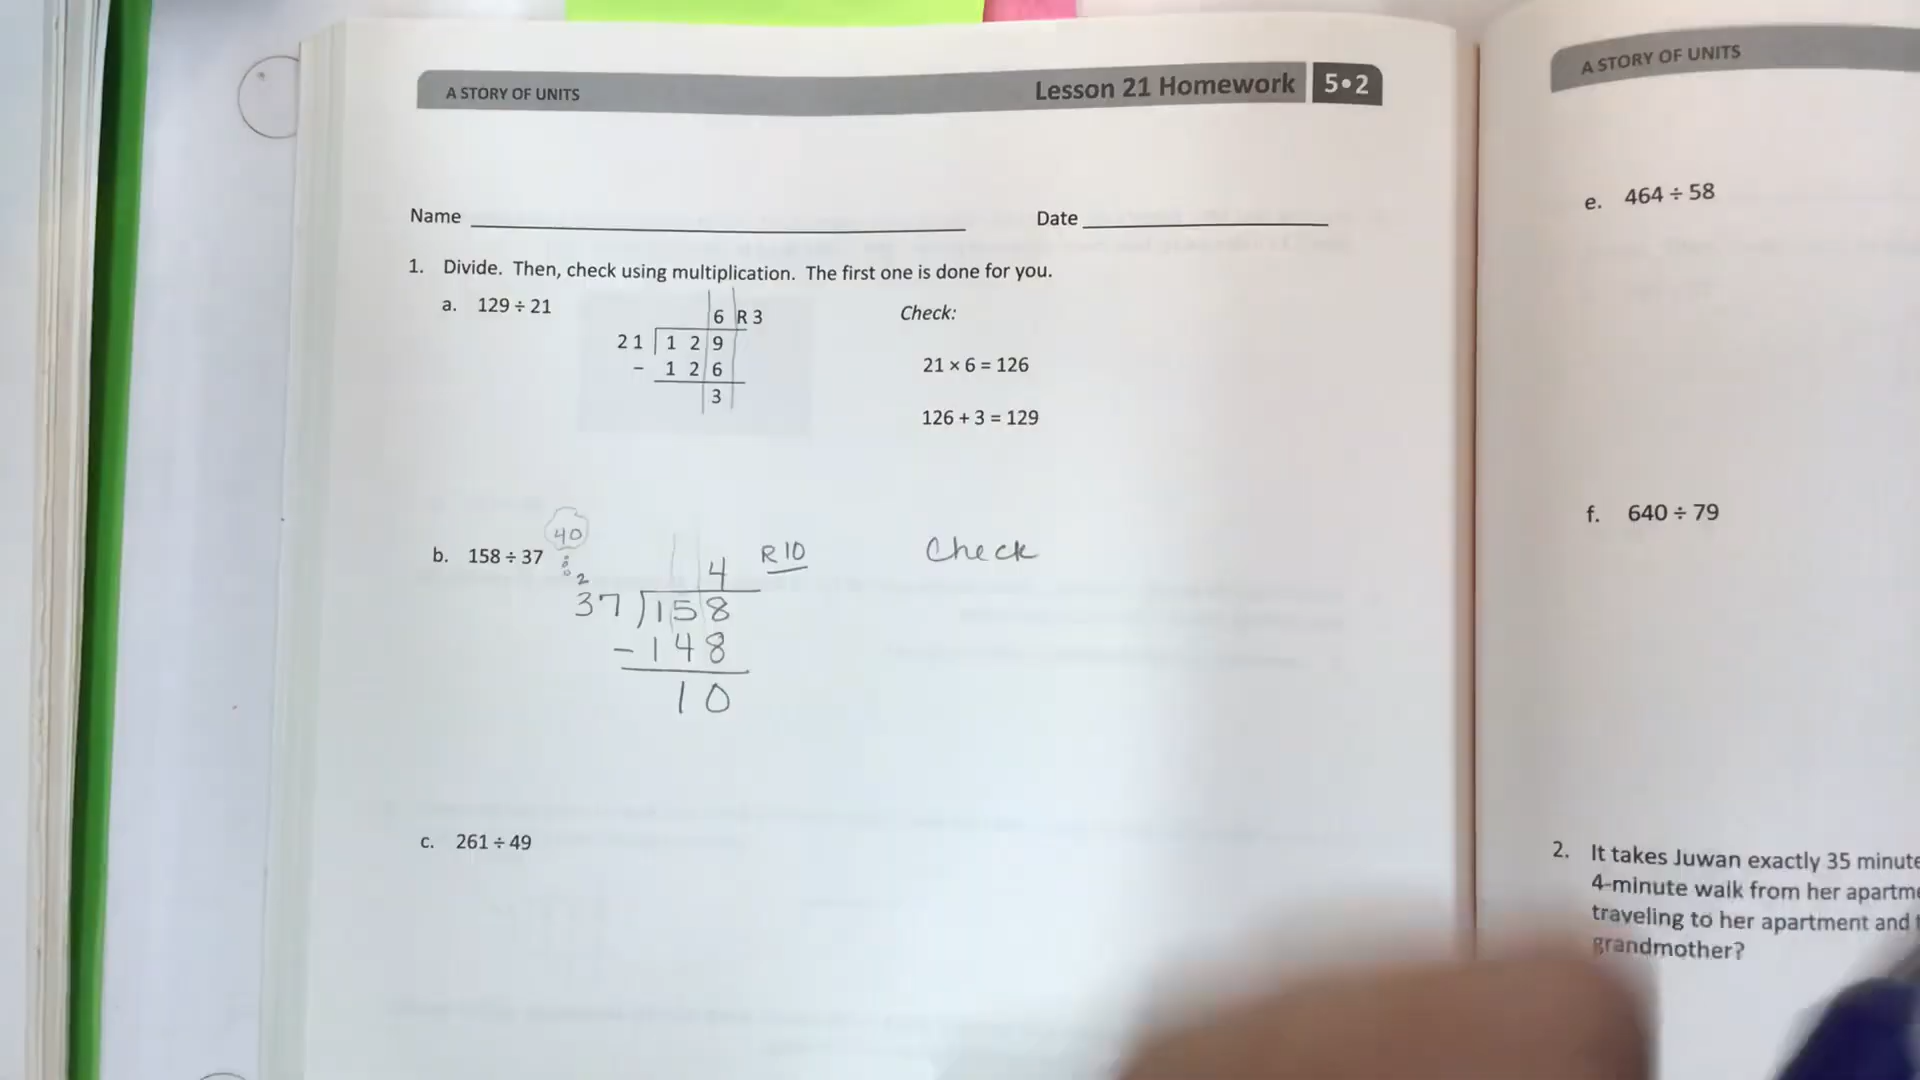 A STORY OF UNITS
Lesson 21 Homework 5•2
Name
Date
1. Divide. Then, check using multiplication. The first one is done for you.
a. 129 ÷ 21
6 R 3
21 1 2 9
- 1 2 6
3
Check:
21 × 6 = 126
126 + 3 = 129
b. 158 ÷ 37
40
2
4 R10
37 158
- 148
10
Check
c. 261 ÷ 49
A STORY OF UNITS
e. 464 ÷ 58
f. 640 ÷ 79
2. It takes Juwan exactly 35 minute
4-minute walk from her apartm
traveling to her apartment and
grandmother?